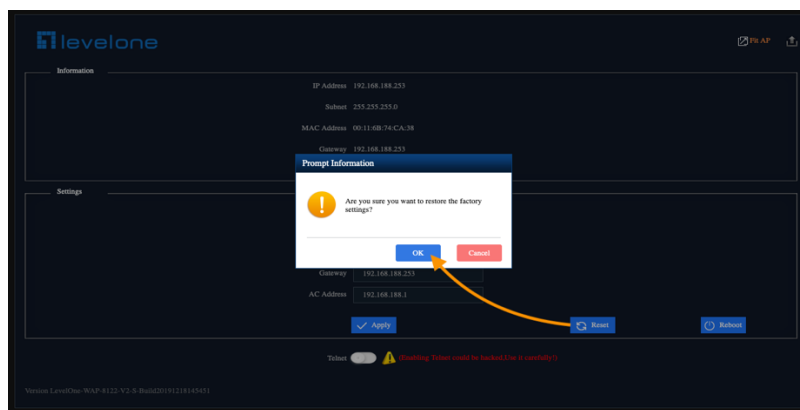 levelone
Fit AP
Information
IP Address 192.168.188.253
Subnet 255.255.255.0
MAC Address 00:11:6B:74:CA:38
Gateway 192.168.188.253
Prompt Information
Are you sure you want to restore the factory
settings?
OK Cancel
Settings
Gateway 192.168.188.253
AC Address 192.168.188.1
Apply Reset Reboot
Telnet (Enabling Telnet could be hacked.Use it carefully!)
Version LevelOne-WAP-8122-V2-S-Build20191218145451